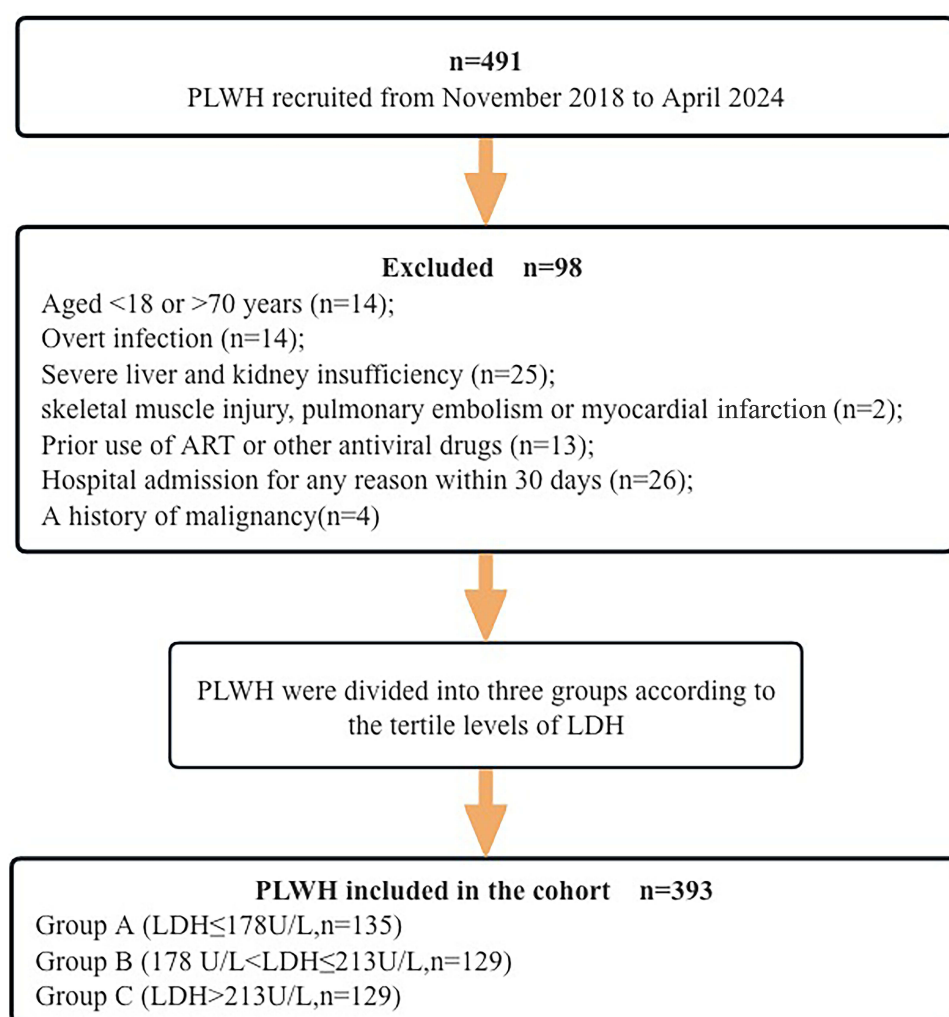 n=491
PLWH recruited from November 2018 to April 2024
Excluded n=98
Aged <18 or >70 years (n=14);
Overt infection (n=14);
Severe liver and kidney insufficiency (n=25);
skeletal muscle injury, pulmonary embolism or myocardial infarction (n=2);
Prior use of ART or other antiviral drugs (n=13);
Hospital admission for any reason within 30 days (n=26);
A history of malignancy(n=4)
PLWH were divided into three groups according to
the tertile levels of LDH
PLWH included in the cohort n=393
Group A (LDH≤178U/L,n=135)
Group B (178 U/L<LDH≤213U/L,n=129)
Group C (LDH>213U/L,n=129)